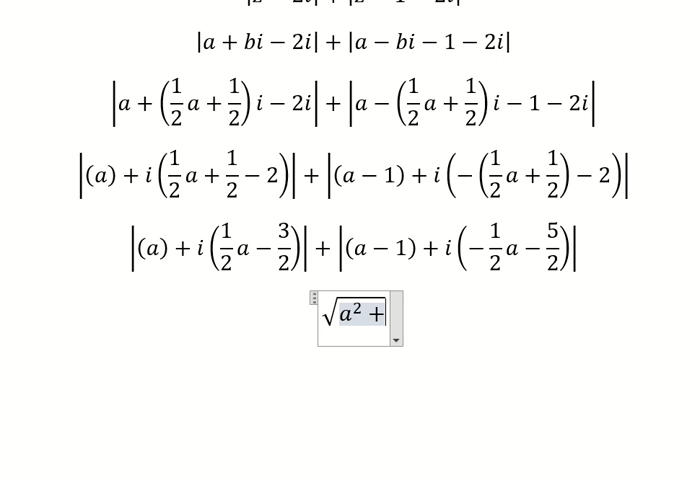 |a + bi − 2i| + |a − bi − 1 − 2i|
|a + (1/2 a + 1/2) i − 2i| + |a − (1/2 a + 1/2) i − 1 − 2i|
|(a) + i (1/2 a + 1/2 − 2)| + |(a − 1) + i (−(1/2 a + 1/2) − 2)|
|(a) + i (1/2 a − 3/2)| + |(a − 1) + i (−1/2 a − 5/2)|
√a² +